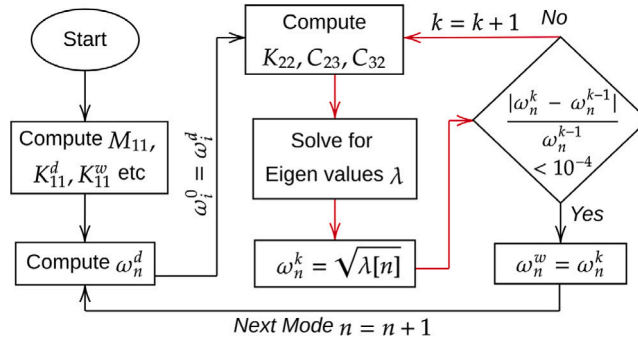 Start
Compute M₁₁,
K₁₁ᵈ, K₁₁ʷ etc
Compute ωₙᵈ
ωᵢ⁰ = ωᵢᵈ
Compute
K₂₂, C₂₃, C₃₂
Solve for
Eigen values λ
ωₙᵏ = √λ[n]
k = k + 1
No
|ωₙᵏ − ωₙᵏ⁻¹|
ωₙᵏ⁻¹
< 10⁻⁴
Yes
ωₙʷ = ωₙᵏ
Next Mode n = n + 1